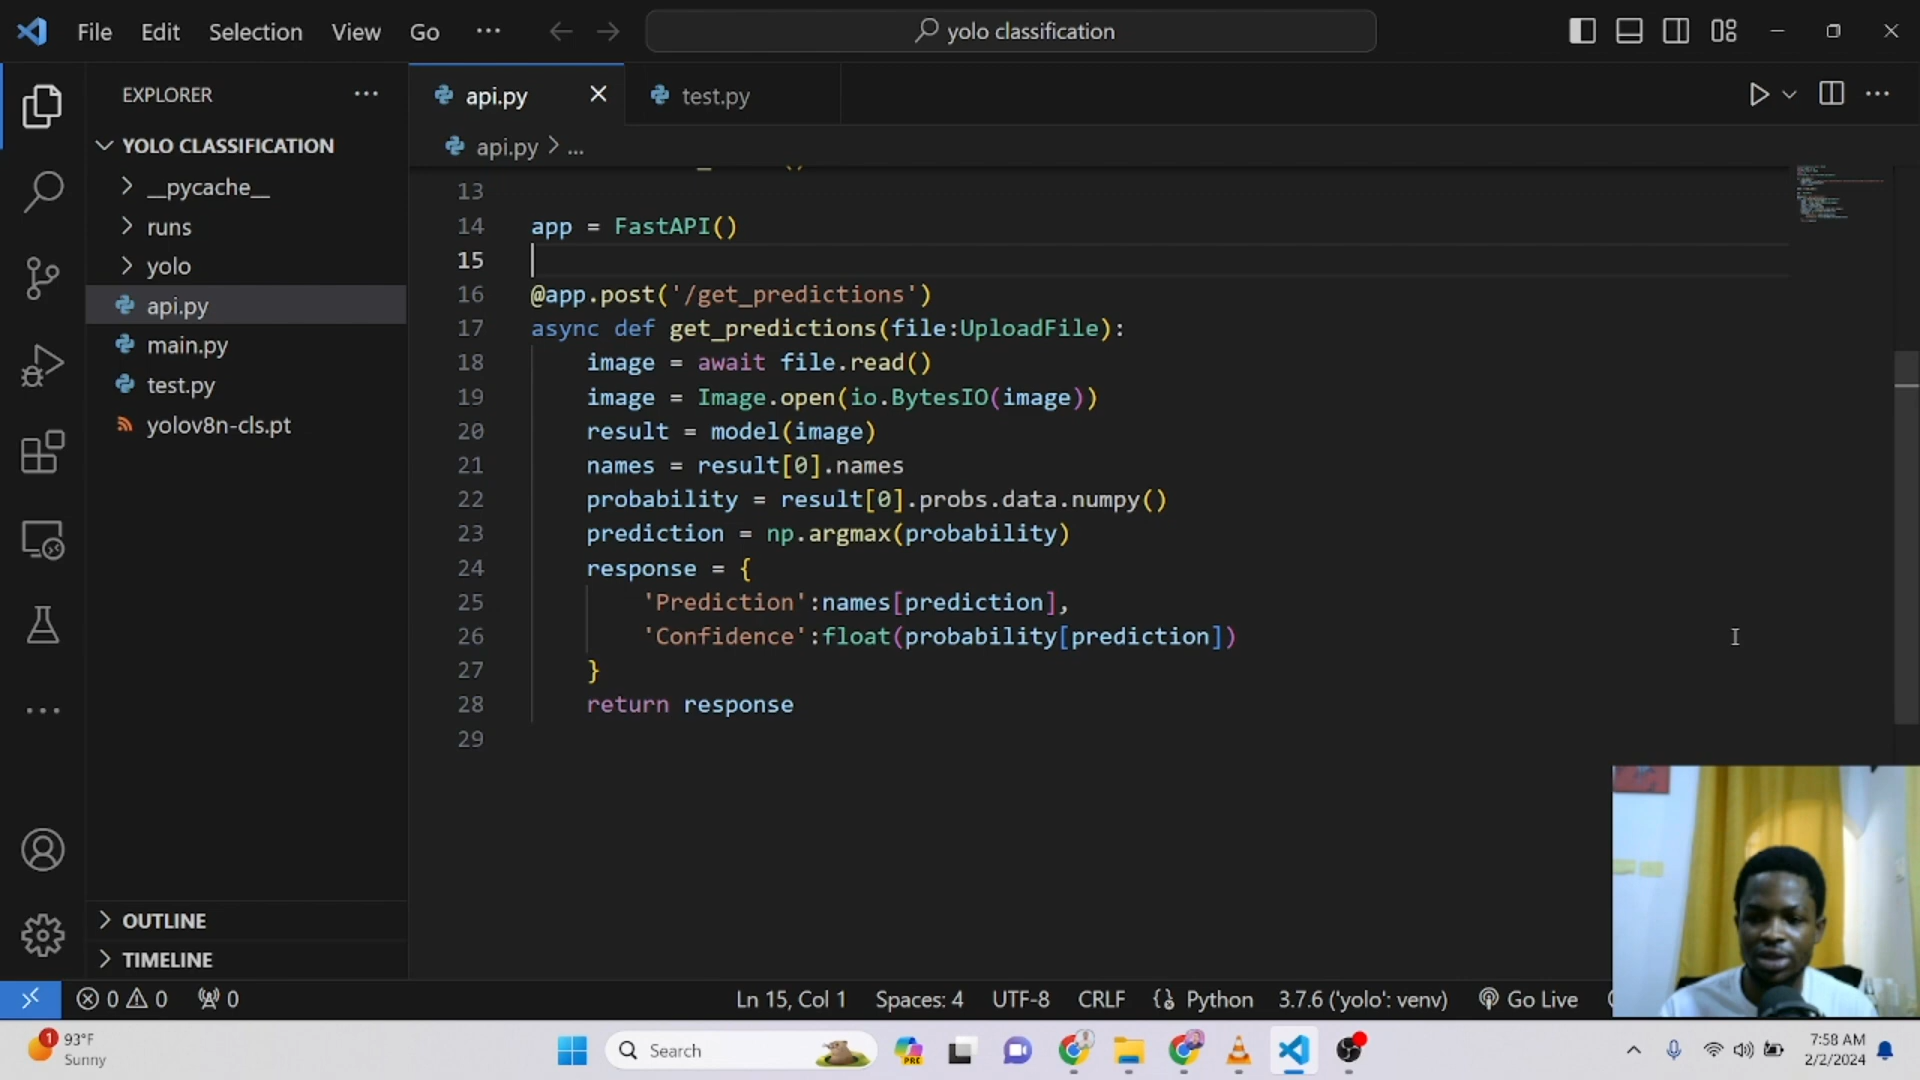 File Edit Selection View Go ···
yolo classification
EXPLORER ···
YOLO CLASSIFICATION
__pycache__
runs
yolo
api.py
main.py
test.py
yolov8n-cls.pt
OUTLINE
TIMELINE
api.py
test.py
api.py > ...
13
14 app = FastAPI()
15
16 @app.post('/get_predictions')
17 async def get_predictions(file:UploadFile):
18 image = await file.read()
19 image = Image.open(io.BytesIO(image))
20 result = model(image)
21 names = result[0].names
22 probability = result[0].probs.data.numpy()
23 prediction = np.argmax(probability)
24 response = {
25 'Prediction':names[prediction],
26 'Confidence':float(probability[prediction])
27 }
28 return response
29
0 0 0 Ln 15, Col 1 Spaces: 4 UTF-8 CRLF Python 3.7.6 ('yolo': venv) Go Live
1
93°F
Sunny
Search
PRE
7:58 AM
2/2/2024